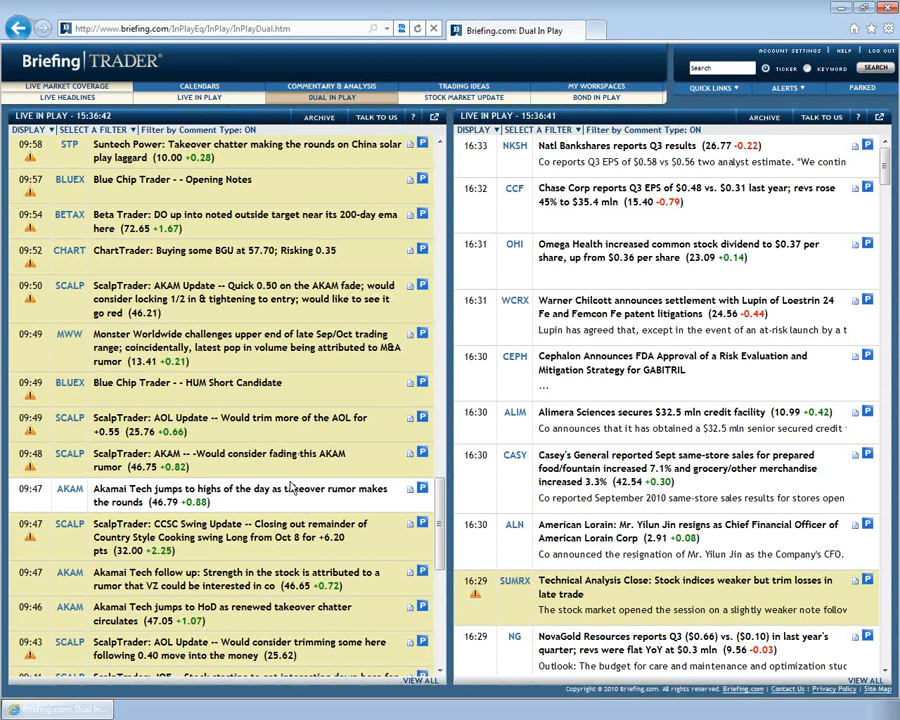 http://www.briefing.com/InPlayEq/InPlay/InPlayDual.htm
Briefing.com: Dual In Play
Briefing TRADER
ACCOUNT SETTINGS | HELP | LOG OUT
Search TICKER KEYWORD SEARCH
QUICK LINKS ALERTS PARKED
LIVE MARKET COVERAGE CALENDARS COMMENTARY & ANALYSIS TRADING IDEAS MY WORKSPACES
LIVE HEADLINES LIVE IN PLAY DUAL IN PLAY STOCK MARKET UPDATE BOND IN PLAY
LIVE IN PLAY - 15:36:42 ARCHIVE TALK TO US ?
DISPLAY SELECT A FILTER Filter by Comment Type: ON
09:58 STP Suntech Power: Takeover chatter making the rounds on China solar
play laggard (10.00 +0.28)
09:57 BLUEX Blue Chip Trader - - Opening Notes
09:54 BETAX Beta Trader: DO up into noted outside target near its 200-day ema
here (72.65 +1.67)
09:52 CHART ChartTrader: Buying some BGU at 57.70; Risking 0.35
09:50 SCALP ScalpTrader: AKAM Update -- Quick 0.50 on the AKAM fade; would
consider locking 1/2 in & tightening to entry; would like to see it
go red (46.21)
09:49 MWW Monster Worldwide challenges upper end of late Sep/Oct trading
range; coincidentally, latest pop in volume being attributed to M&A
rumor (13.41 +0.21)
09:49 BLUEX Blue Chip Trader - - HUM Short Candidate
09:49 SCALP ScalpTrader: AOL Update -- Would trim more of the AOL for
+0.55 (25.76 +0.66)
09:48 SCALP ScalpTrader: AKAM -- -Would consider fading this AKAM
rumor (46.75 +0.82)
09:47 AKAM Akamai Tech jumps to highs of the day as takeover rumor makes
the rounds (46.79 +0.88)
09:47 SCALP ScalpTrader: CCSC Swing Update -- Closing out remainder of
Country Style Cooking swing Long from Oct 8 for +6.20
pts (32.00 +2.25)
09:47 AKAM Akamai Tech follow up: Strength in the stock is attributed to a
rumor that VZ could be interested in co (46.65 +0.72)
09:46 AKAM Akamai Tech jumps to HoD as renewed takeover chatter
circulates (47.05 +1.07)
09:43 SCALP ScalpTrader: AOL Update -- Would consider trimming some here
following 0.40 move into the money (25.62)
VIEW ALL
LIVE IN PLAY - 15:36:41 ARCHIVE TALK TO US ?
DISPLAY SELECT A FILTER Filter by Comment Type: ON
16:33 NKSH Natl Bankshares reports Q3 results (26.77 -0.22)
Co reports Q3 EPS of $0.58 vs $0.56 two analyst estimate. "We contin
16:32 CCF Chase Corp reports Q3 EPS of $0.48 vs. $0.31 last year; revs rose
45% to $35.4 mln (15.40 -0.79)
16:31 OHI Omega Health increased common stock dividend to $0.37 per
share, up from $0.36 per share (23.09 +0.14)
16:31 WCRX Warner Chilcott announces settlement with Lupin of Loestrin 24
Fe and Femcon Fe patent litigations (24.56 -0.44)
Lupin has agreed that, except in the event of an at-risk launch by a t
16:30 CEPH Cephalon Announces FDA Approval of a Risk Evaluation and
Mitigation Strategy for GABITRIL
...
16:30 ALIM Alimera Sciences secures $32.5 mln credit facility (10.99 +0.42)
Co announces that it has obtained a $32.5 mln senior secured credit
16:30 CASY Casey's General reported Sept same-store sales for prepared
food/fountain increased 7.1% and grocery/other merchandise
increased 3.3% (42.54 +0.30)
Co reported September 2010 same-store sales results for stores open
16:30 ALN American Lorain: Mr. Yilun Jin resigns as Chief Financial Officer of
American Lorain Corp (2.91 +0.08)
Co announced the resignation of Mr. Yilun Jin as the Company's CFO.
16:29 SUMRX Technical Analysis Close: Stock indices weaker but trim losses in
late trade
The stock market opened the session on a slightly weaker note follov
16:29 NG NovaGold Resources reports Q3 ($0.66) vs. ($0.10) in last year's
quarter; revs were flat YoY at $0.3 mln (9.56 -0.03)
Outlook: The budget for care and maintenance and optimization stuc
VIEW ALL
Copyright © 2010 Briefing.com. All rights reserved. Briefing.com | Contact Us | Privacy Policy | Site Map
Briefing.com: Dual In...